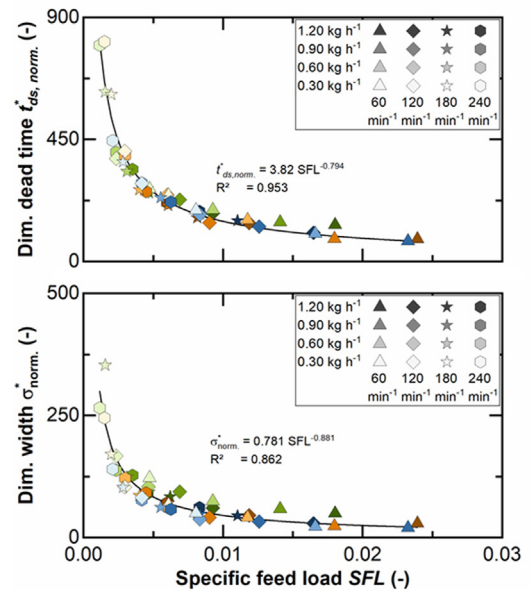 900
450
0
Dim. dead time t*ds, norm. (-)
1.20 kg h-1
0.90 kg h-1
0.60 kg h-1
0.30 kg h-1
60 120 180 240
min-1 min-1 min-1 min-1
t*ds, norm. = 3.82 SFL-0.794
R² = 0.953
500
250
0
Dim. width σ*norm. (-)
1.20 kg h-1
0.90 kg h-1
0.60 kg h-1
0.30 kg h-1
60 120 180 240
min-1 min-1 min-1 min-1
σ*norm. = 0.781 SFL-0.881
R² = 0.862
0.00 0.01 0.02 0.03
Specific feed load SFL (-)